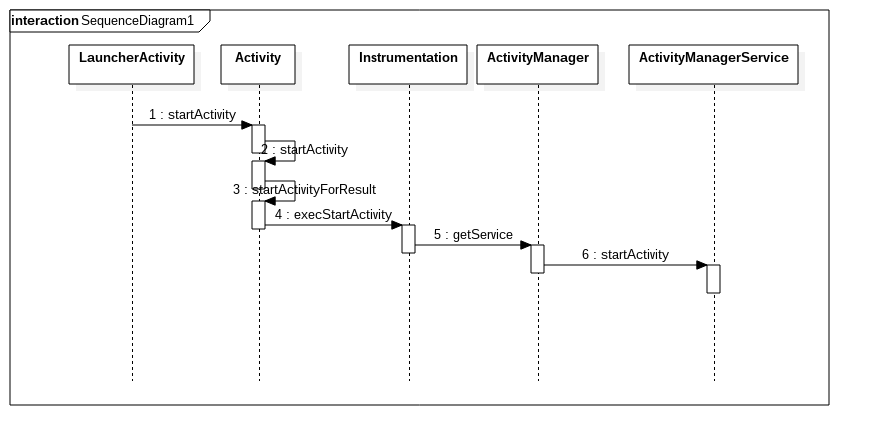 interaction SequenceDiagram1
LauncherActivity
Activity
Instrumentation
ActivityManager
ActivityManagerService
1 : startActivity
2 : startActivity
3 : startActivityForResult
4 : execStartActivity
5 : getService
6 : startActivity